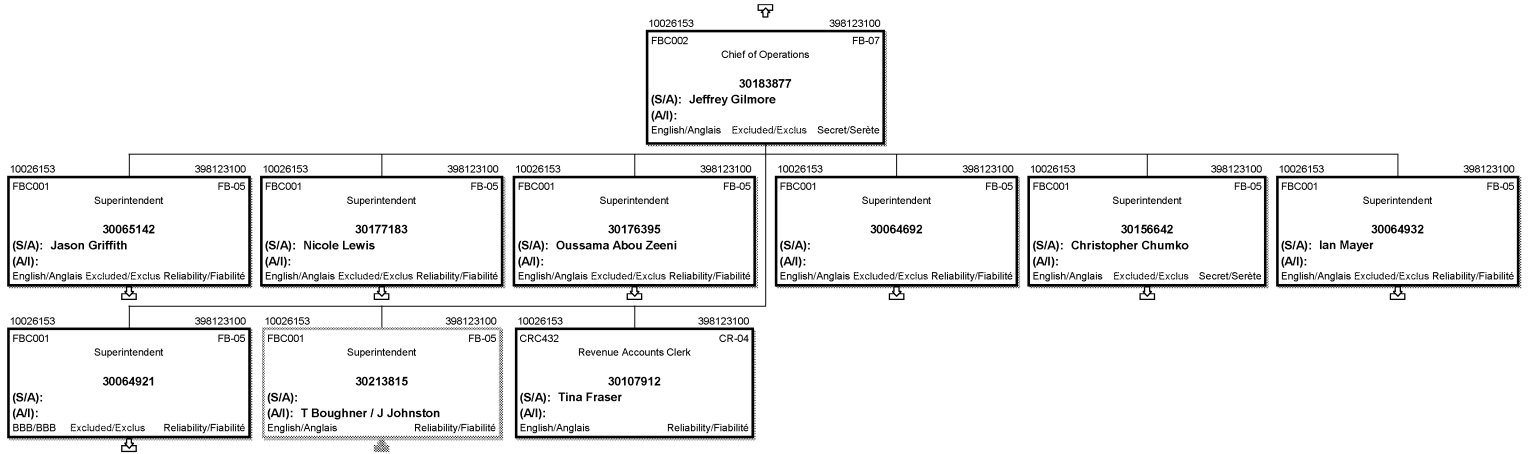 10026153 398123100
FBC002 FB-07
Chief of Operations
30183877
(S/A): Jeffrey Gilmore
(A/I):
English/Anglais Excluded/Exclus Secret/Serète
10026153 398123100
FBC001 FB-05
Superintendent
30065142
(S/A): Jason Griffith
(A/I):
English/Anglais Excluded/Exclus Reliability/Fiabilité
10026153 398123100
FBC001 FB-05
Superintendent
30177183
(S/A): Nicole Lewis
(A/I):
English/Anglais Excluded/Exclus Reliability/Fiabilité
10026153 398123100
FBC001 FB-05
Superintendent
30176395
(S/A): Oussama Abou Zeeni
(A/I):
English/Anglais Excluded/Exclus Reliability/Fiabilité
10026153 398123100
FBC001 FB-05
Superintendent
30064692
(S/A):
(A/I):
English/Anglais Excluded/Exclus Reliability/Fiabilité
10026153 398123100
FBC001 FB-05
Superintendent
30156642
(S/A): Christopher Chumko
(A/I):
English/Anglais Excluded/Exclus Secret/Serète
10026153 398123100
FBC001 FB-05
Superintendent
30064932
(S/A): Ian Mayer
(A/I):
English/Anglais Excluded/Exclus Reliability/Fiabilité
10026153 398123100
FBC001 FB-05
Superintendent
30064921
(S/A):
(A/I):
BBB/BBB Excluded/Exclus Reliability/Fiabilité
10026153 398123100
FBC001 FB-05
Superintendent
30213815
(S/A):
(A/I): T Boughner / J Johnston
English/Anglais Reliability/Fiabilité
10026153 398123100
CRC432 CR-04
Revenue Accounts Clerk
30107912
(S/A): Tina Fraser
(A/I):
English/Anglais Reliability/Fiabilité